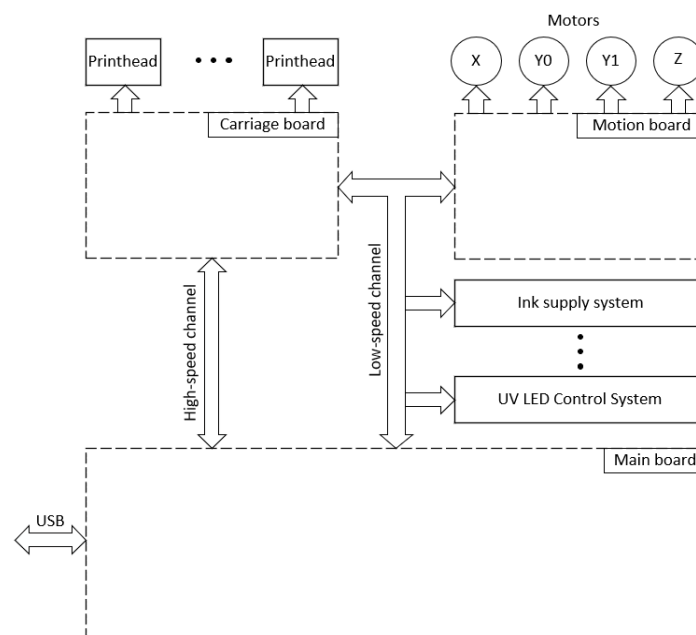 Motors
Printhead
Printhead
X
Y0
Y1
Z
Carriage board
Motion board
High-speed channel
Low-speed channel
Ink supply system
UV LED Control System
Main board
USB